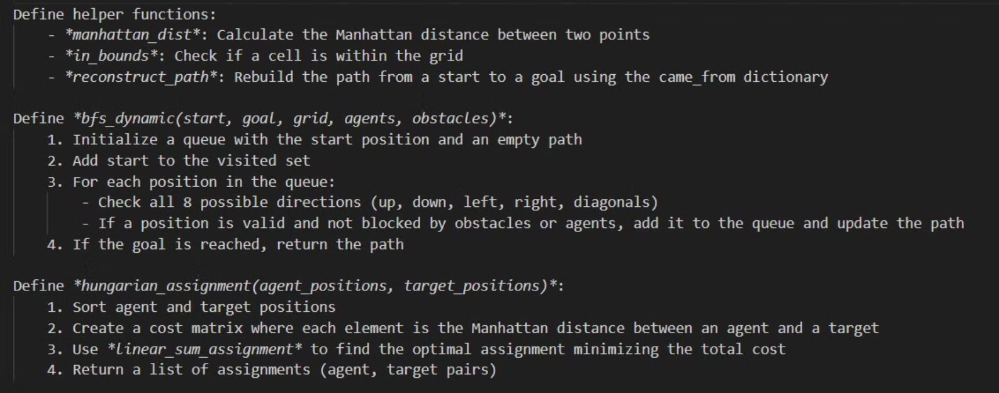 Define helper functions:
- *manhattan_dist*: Calculate the Manhattan distance between two points
- *in_bounds*: Check if a cell is within the grid
- *reconstruct_path*: Rebuild the path from a start to a goal using the came_from dictionary
Define *bfs_dynamic(start, goal, grid, agents, obstacles)*:
1. Initialize a queue with the start position and an empty path
2. Add start to the visited set
3. For each position in the queue:
- Check all 8 possible directions (up, down, left, right, diagonals)
- If a position is valid and not blocked by obstacles or agents, add it to the queue and update the path
4. If the goal is reached, return the path
Define *hungarian_assignment(agent_positions, target_positions)*:
1. Sort agent and target positions
2. Create a cost matrix where each element is the Manhattan distance between an agent and a target
3. Use *linear_sum_assignment* to find the optimal assignment minimizing the total cost
4. Return a list of assignments (agent, target pairs)